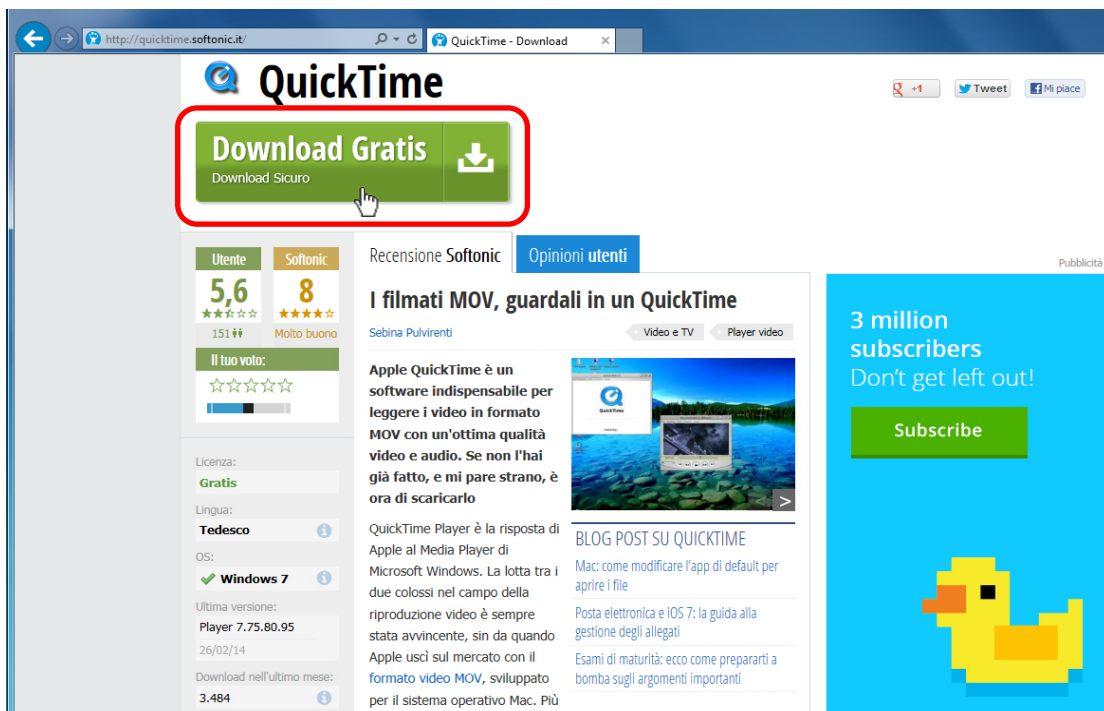 http://quicktime.softonic.it/
QuickTime - Download
QuickTime
+1
Tweet
Mi piace
Download Gratis
Download Sicuro
Utente
Softonic
5,6
8
151
Molto buono
Il tuo voto:
Licenza:
Gratis
Lingua:
Tedesco
OS:
Windows 7
Ultima versione:
Player 7.75.80.95
26/02/14
Download nell'ultimo mese:
3.484
Recensione Softonic
Opinioni utenti
I filmati MOV, guardali in un QuickTime
Sebina Pulvirenti
Video e TV
Player video
Apple QuickTime è un
software indispensabile per
leggere i video in formato
MOV con un'ottima qualità
video e audio. Se non l'hai
già fatto, e mi pare strano, è
ora di scaricarlo
QuickTime Player è la risposta di
Apple al Media Player di
Microsoft Windows. La lotta tra i
due colossi nel campo della
riproduzione video è sempre
stata avvincente, sin da quando
Apple uscì sul mercato con il
formato video MOV, sviluppato
per il sistema operativo Mac. Più
QuickTime
BLOG POST SU QUICKTIME
Mac: come modificare l'app di default per
aprire i file
Posta elettronica e iOS 7: la guida alla
gestione degli allegati
Esami di maturità: ecco come prepararti a
bomba sugli argomenti importanti
Pubblicità
3 million
subscribers
Don't get left out!
Subscribe